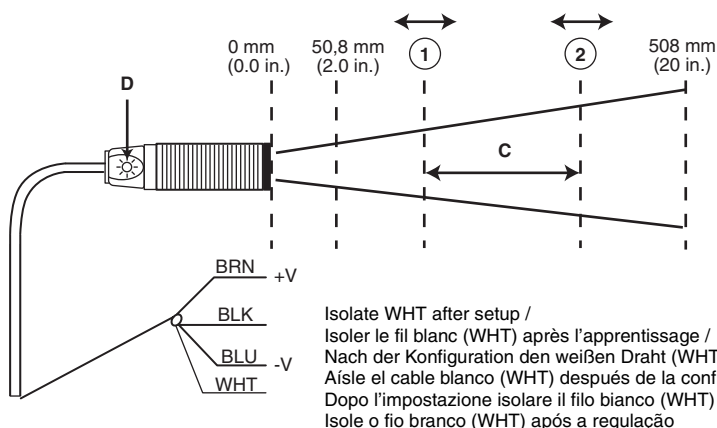 0 mm
(0.0 in.)
50,8 mm
(2.0 in.)
1
2
508 mm
(20 in.)
D
C
BRN
+V
BLK
BLU
-V
WHT
Isolate WHT after setup /
Isoler le fil blanc (WHT) après l'apprentissage /
Nach der Konfiguration den weißen Draht (WHT
Aísle el cable blanco (WHT) después de la conf
Dopo l'impostazione isolare il filo bianco (WHT)
Isole o fio branco (WHT) após a regulação